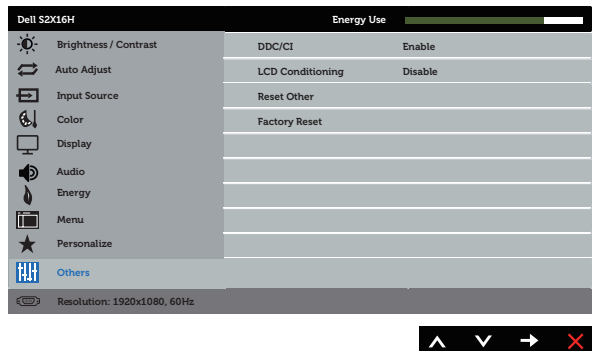 Dell S2X16H Energy Use
Brightness / Contrast DDC/CI Enable
Auto Adjust LCD Conditioning Disable
Input Source Reset Other
Color Factory Reset
Display
Audio
Energy
Menu
Personalize
Others
Resolution: 1920x1080, 60Hz